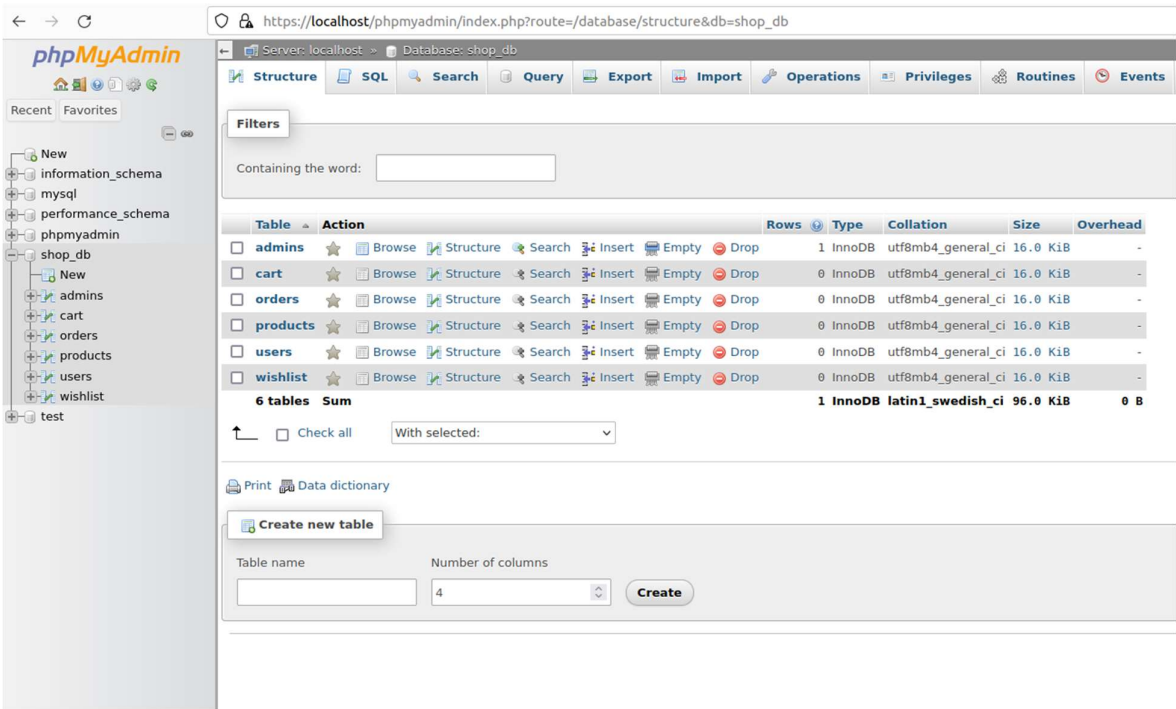 https://localhost/phpmyadmin/index.php?route=/database/structure&db=shop_db
phpMyAdmin
Recent Favorites
New
information_schema
mysql
performance_schema
phpmyadmin
shop_db
New
admins
cart
orders
products
users
wishlist
test
Server: localhost » Database: shop_db
Structure SQL Search Query Export Import Operations Privileges Routines Events
Filters
Containing the word:
Table Action Rows Type Collation Size Overhead
admins Browse Structure Search Insert Empty Drop 1 InnoDB utf8mb4_general_ci 16.0 KiB -
cart Browse Structure Search Insert Empty Drop 0 InnoDB utf8mb4_general_ci 16.0 KiB -
orders Browse Structure Search Insert Empty Drop 0 InnoDB utf8mb4_general_ci 16.0 KiB -
products Browse Structure Search Insert Empty Drop 0 InnoDB utf8mb4_general_ci 16.0 KiB -
users Browse Structure Search Insert Empty Drop 0 InnoDB utf8mb4_general_ci 16.0 KiB -
wishlist Browse Structure Search Insert Empty Drop 0 InnoDB utf8mb4_general_ci 16.0 KiB -
6 tables Sum 1 InnoDB latin1_swedish_ci 96.0 KiB 0 B
Check all With selected:
Print Data dictionary
Create new table
Table name Number of columns
4 Create